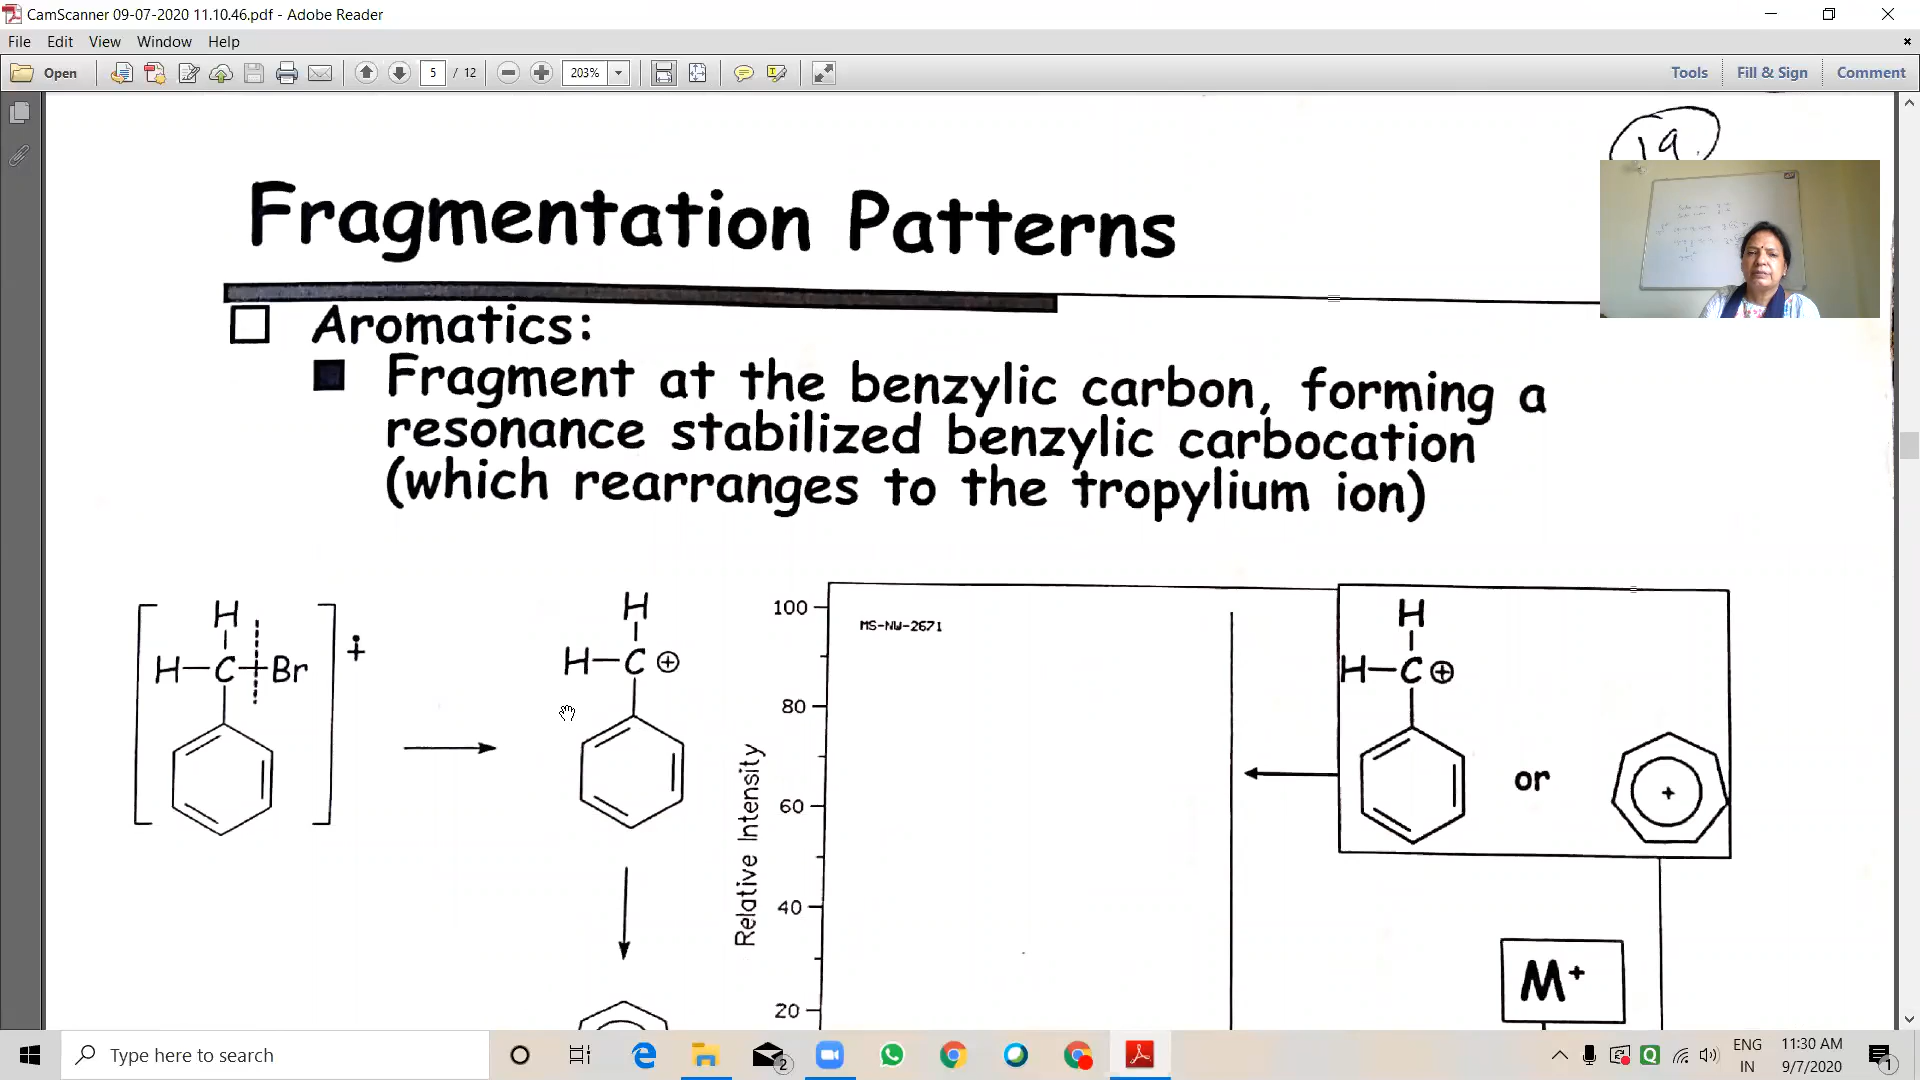 CamScanner 09-07-2020 11.10.46.pdf - Adobe Reader
File Edit View Window Help
Open 5 / 12 203% Tools Fill & Sign Comment
19.
Fragmentation Patterns
Aromatics:
Fragment at the benzylic carbon, forming a
resonance stabilized benzylic carbocation
(which rearranges to the tropylium ion)
H
H C Br
+
H
H C +
100
80
60
40
20
Relative Intensity
MS-NW-2671
H
H C +
or
+
M+
Type here to search
2
ENG
IN
11:30 AM
9/7/2020
1